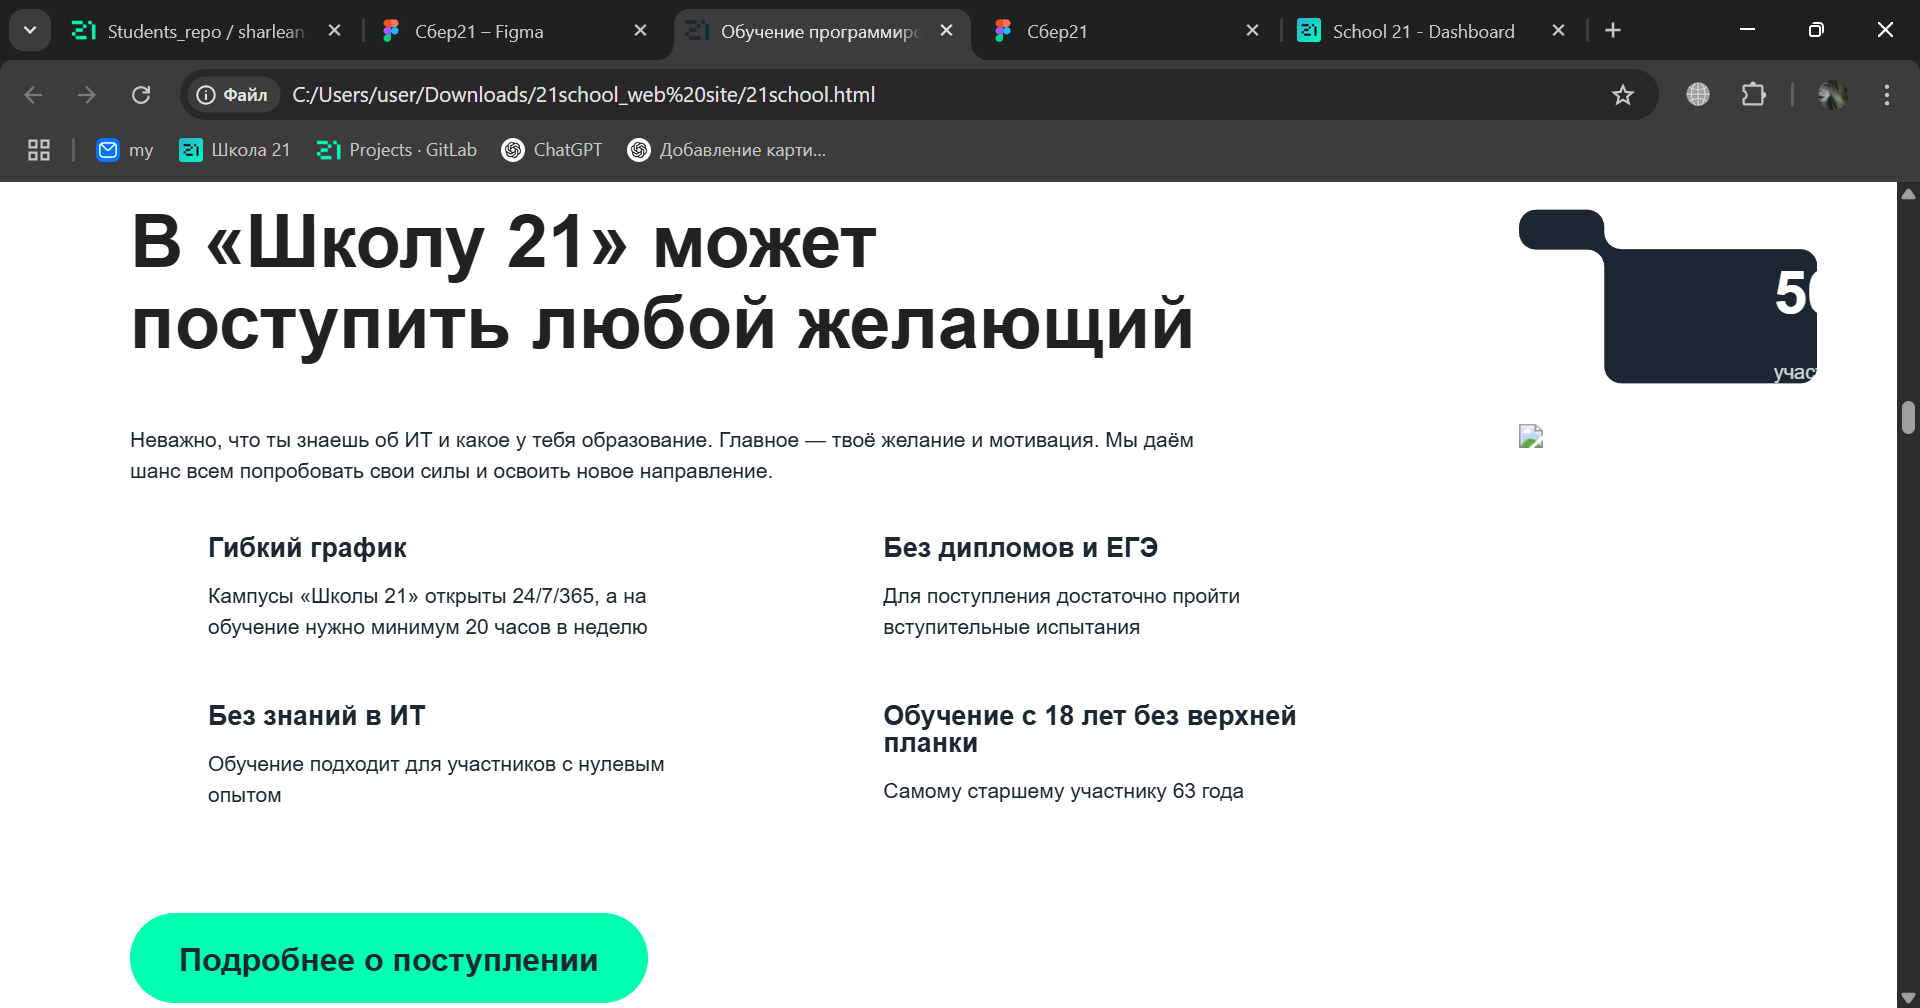 Students_repo / sharlean
Сбер21 – Figma
Обучение программиро
Сбер21
School 21 - Dashboard
Файл
C:/Users/user/Downloads/21school_web%20site/21school.html
my
Школа 21
Projects · GitLab
ChatGPT
Добавление карти...
В «Школу 21» может
поступить любой желающий
50
учас
Неважно, что ты знаешь об ИТ и какое у тебя образование. Главное — твоё желание и мотивация. Мы даём
шанс всем попробовать свои силы и освоить новое направление.
Гибкий график
Кампусы «Школы 21» открыты 24/7/365, а на
обучение нужно минимум 20 часов в неделю
Без дипломов и ЕГЭ
Для поступления достаточно пройти
вступительные испытания
Без знаний в ИТ
Обучение подходит для участников с нулевым
опытом
Обучение с 18 лет без верхней
планки
Самому старшему участнику 63 года
Подробнее о поступлении